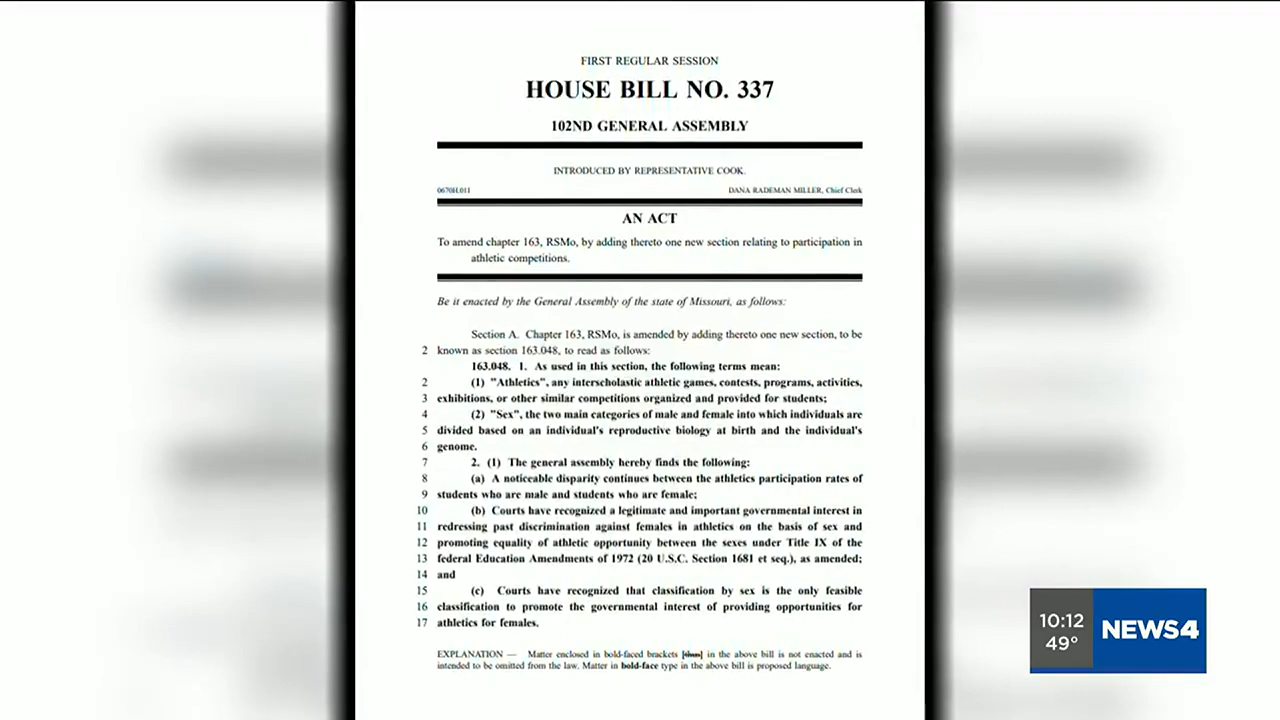 FIRST REGULAR SESSION
HOUSE BILL NO. 337
102ND GENERAL ASSEMBLY
INTRODUCED BY REPRESENTATIVE COOK.
0670H.01I DANA RADEMAN MILLER, Chief Clerk
AN ACT
To amend chapter 163, RSMo, by adding thereto one new section relating to participation in
athletic competitions.
Be it enacted by the General Assembly of the state of Missouri, as follows:
Section A. Chapter 163, RSMo, is amended by adding thereto one new section, to be
2 known as section 163.048, to read as follows:
163.048. 1. As used in this section, the following terms mean:
2 (1) "Athletics", any interscholastic athletic games, contests, programs, activities,
3 exhibitions, or other similar competitions organized and provided for students;
4 (2) "Sex", the two main categories of male and female into which individuals are
5 divided based on an individual's reproductive biology at birth and the individual's
6 genome.
7 2. (1) The general assembly hereby finds the following:
8 (a) A noticeable disparity continues between the athletics participation rates of
9 students who are male and students who are female;
10 (b) Courts have recognized a legitimate and important governmental interest in
11 redressing past discrimination against females in athletics on the basis of sex and
12 promoting equality of athletic opportunity between the sexes under Title IX of the
13 federal Education Amendments of 1972 (20 U.S.C. Section 1681 et seq.), as amended;
14 and
15 (c) Courts have recognized that classification by sex is the only feasible
16 classification to promote the governmental interest of providing opportunities for
17 athletics for females.
EXPLANATION — Matter enclosed in bold-faced brackets [thus] in the above bill is not enacted and is
intended to be omitted from the law. Matter in bold-face type in the above bill is proposed language.
10:12
49°
NEWS4